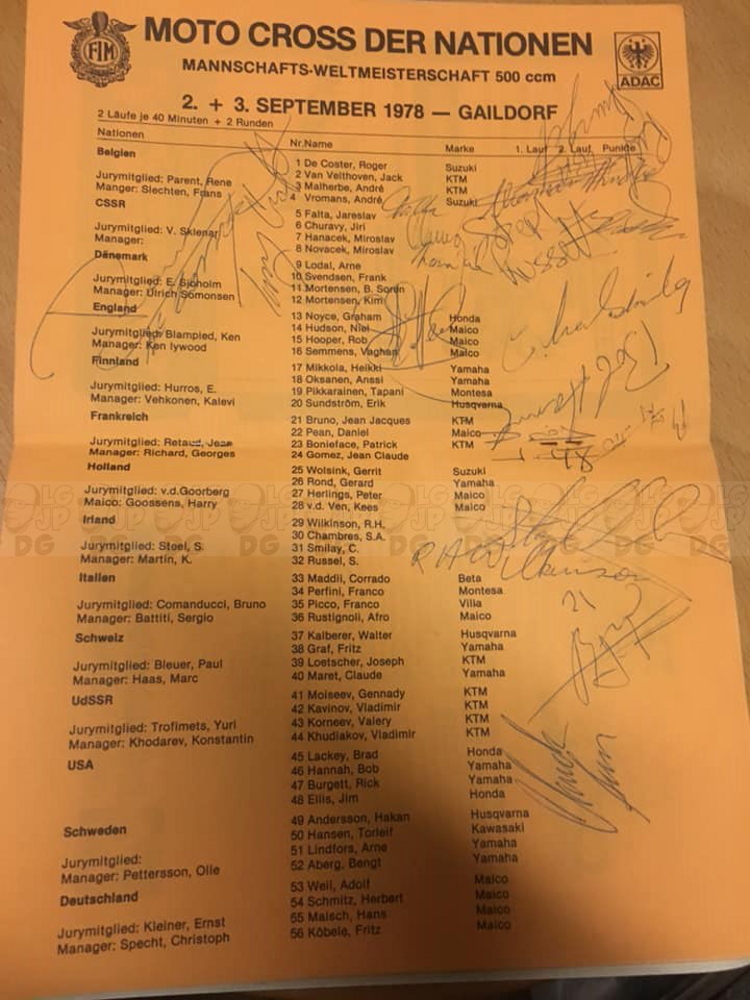 FIM
MOTO CROSS DER NATIONEN
MANNSCHAFTS-WELTMEISTERSCHAFT 500 ccm
ADAC
2. + 3. SEPTEMBER 1978 — GAILDORF
2 Läufe je 40 Minuten + 2 Runden
Nationen Nr. Name Marke 1. Lauf 2. Lauf Punkte
Belgien
1 De Coster, Roger Suzuki
Jurymitglied: Parent, Rene 2 Van Velthoven, Jack KTM
Manger: Slechten, Frans 3 Malherbe, André KTM
4 Vromans, André Suzuki
CSSR
5 Falta, Jareslav
Jurymitglied: V. Sklenar 6 Churavy, Jiri
Manager: 7 Hanacek, Miroslav
8 Novacek, Miroslav
Dänemark
9 Lodal, Arne
Jurymitglied: E. Sjöholm 10 Svendsen, Frank
Manager: Ulrich Sömonsen 11 Mortensen, B. Sören
12 Mortensen, Kim
England
13 Noyce, Graham Honda
Jurymitglied: Blampied, Ken 14 Hudson, Niel Maico
Manager: Ken lywood 15 Hooper, Rob Maico
16 Semmens, Vaghan Maico
Finnland
17 Mikkola, Heikki Yamaha
Jurymitglied: Hurros, E. 18 Oksanen, Anssi Yamaha
Manager: Vehkonen, Kalevi 19 Pikkarainen, Tapani Montesa
20 Sundström, Erik Husqvarna
Frankreich
21 Bruno, Jean Jacques KTM
Jurymitglied: Retaud, Jean 22 Pean, Daniel Maico
Manager: Richard, Georges 23 Bonieface, Patrick KTM
24 Gomez, Jean Claude
Holland
25 Wolsink, Gerrit Suzuki
Jurymitglied: v.d.Goorberg 26 Rond, Gerard Yamaha
Maico: Goossens, Harry 27 Herlings, Peter Maico
28 v.d. Ven, Kees Maico
Irland
29 Wilkinson, R.H.
Jurymitglied: Steel, S. 30 Chambres, S.A.
Manager: Martin, K. 31 Smilay, C.
32 Russel, S.
R H Wilkinson
Italien
33 Maddii, Corrado Beta
Jurymitglied: Comanducci, Bruno 34 Perfini, Franco Montesa
Manager: Battiti, Sergio 35 Picco, Franco Villa
36 Rustignoli, Afro Maico
21
Schweiz
37 Kalberer, Walter Husqvarna
Jurymitglied: Bleuer, Paul 38 Graf, Fritz Yamaha
Manager: Haas, Marc 39 Loetscher, Joseph KTM
40 Maret, Claude Yamaha
UdSSR
41 Moiseev, Gennady KTM
Jurymitglied: Trofimets, Yuri 42 Kavinov, Vladimir KTM
Manager: Khodarev, Konstantin 43 Korneev, Valery KTM
44 Khudiakov, Vladimir KTM
USA
45 Lackey, Brad Honda
46 Hannah, Bob Yamaha
47 Burgett, Rick Yamaha
48 Ellis, Jim Honda
Schweden
49 Andersson, Hakan Husqvarna
Jurymitglied: 50 Hansen, Torleif Kawasaki
Manager: Pettersson, Olle 51 Lindfors, Arne Yamaha
52 Aberg, Bengt Yamaha
Deutschland
53 Weil, Adolf Maico
Jurymitglied: Kleiner, Ernst 54 Schmitz, Herbert Maico
Manager: Specht, Christoph 55 Maisch, Hans Maico
56 Köbele, Fritz Maico